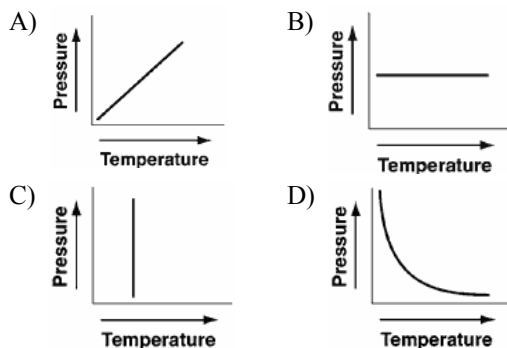 A)
Pressure
Temperature
B)
Pressure
Temperature
C)
Pressure
Temperature
D)
Pressure
Temperature